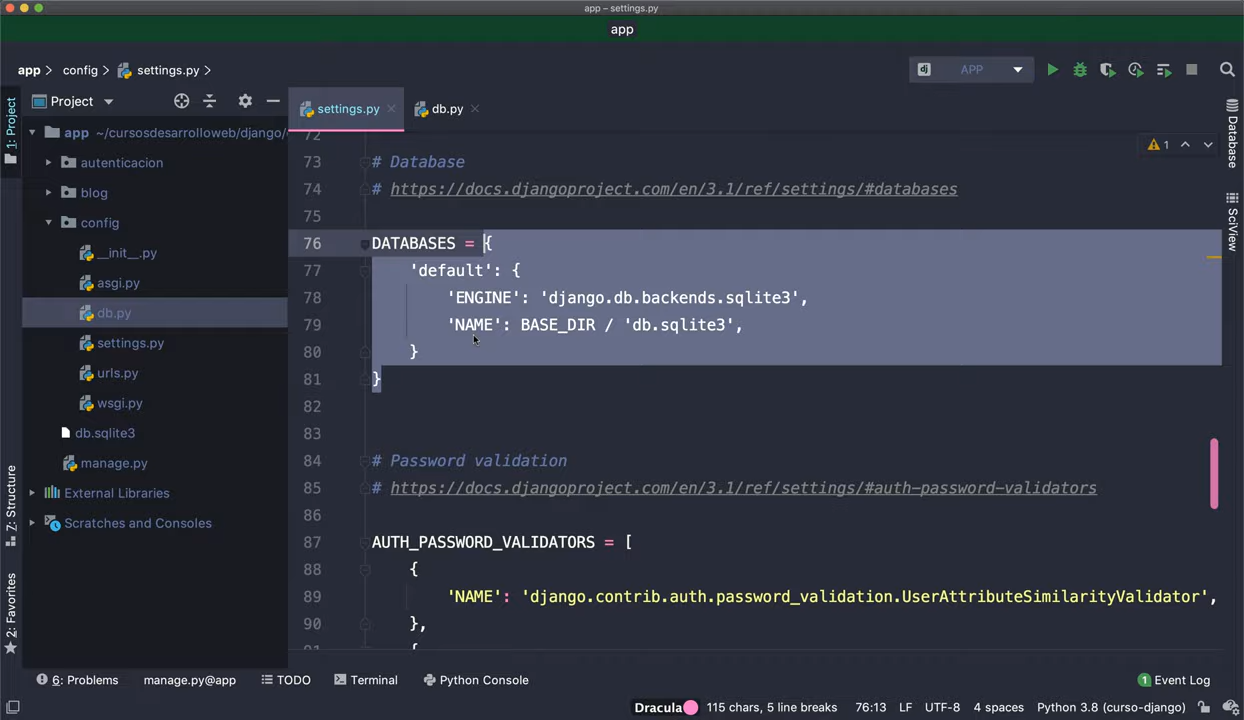 app – settings.py
app
app > config > settings.py >
dj APP
1: Project
Project
settings.py
db.py
Database
SciView
app ~/cursosdesarrolloweb/django/
autenticacion
blog
config
__init__.py
asgi.py
db.py
settings.py
urls.py
wsgi.py
db.sqlite3
manage.py
External Libraries
Scratches and Consoles
Z: Structure
2: Favorites
1
72
73 # Database
74 # https://docs.djangoproject.com/en/3.1/ref/settings/#databases
75
76 DATABASES = {
77 'default': {
78 'ENGINE': 'django.db.backends.sqlite3',
79 'NAME': BASE_DIR / 'db.sqlite3',
80 }
81 }
82
83
84 # Password validation
85 # https://docs.djangoproject.com/en/3.1/ref/settings/#auth-password-validators
86
87 AUTH_PASSWORD_VALIDATORS = [
88 {
89 'NAME': 'django.contrib.auth.password_validation.UserAttributeSimilarityValidator',
90 },
91 {
6: Problems
manage.py@app
TODO
Terminal
Python Console
1 Event Log
Dracula
115 chars, 5 line breaks
76:13
LF
UTF-8
4 spaces
Python 3.8 (curso-django)